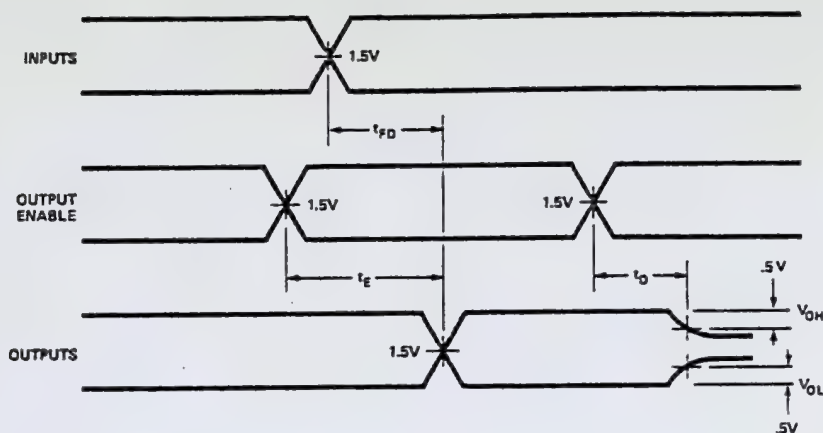 INPUTS
1.5V
tFD
OUTPUT
ENABLE
1.5V
1.5V
tE
tD
.5V
VOH
OUTPUTS
1.5V
VOL
.5V